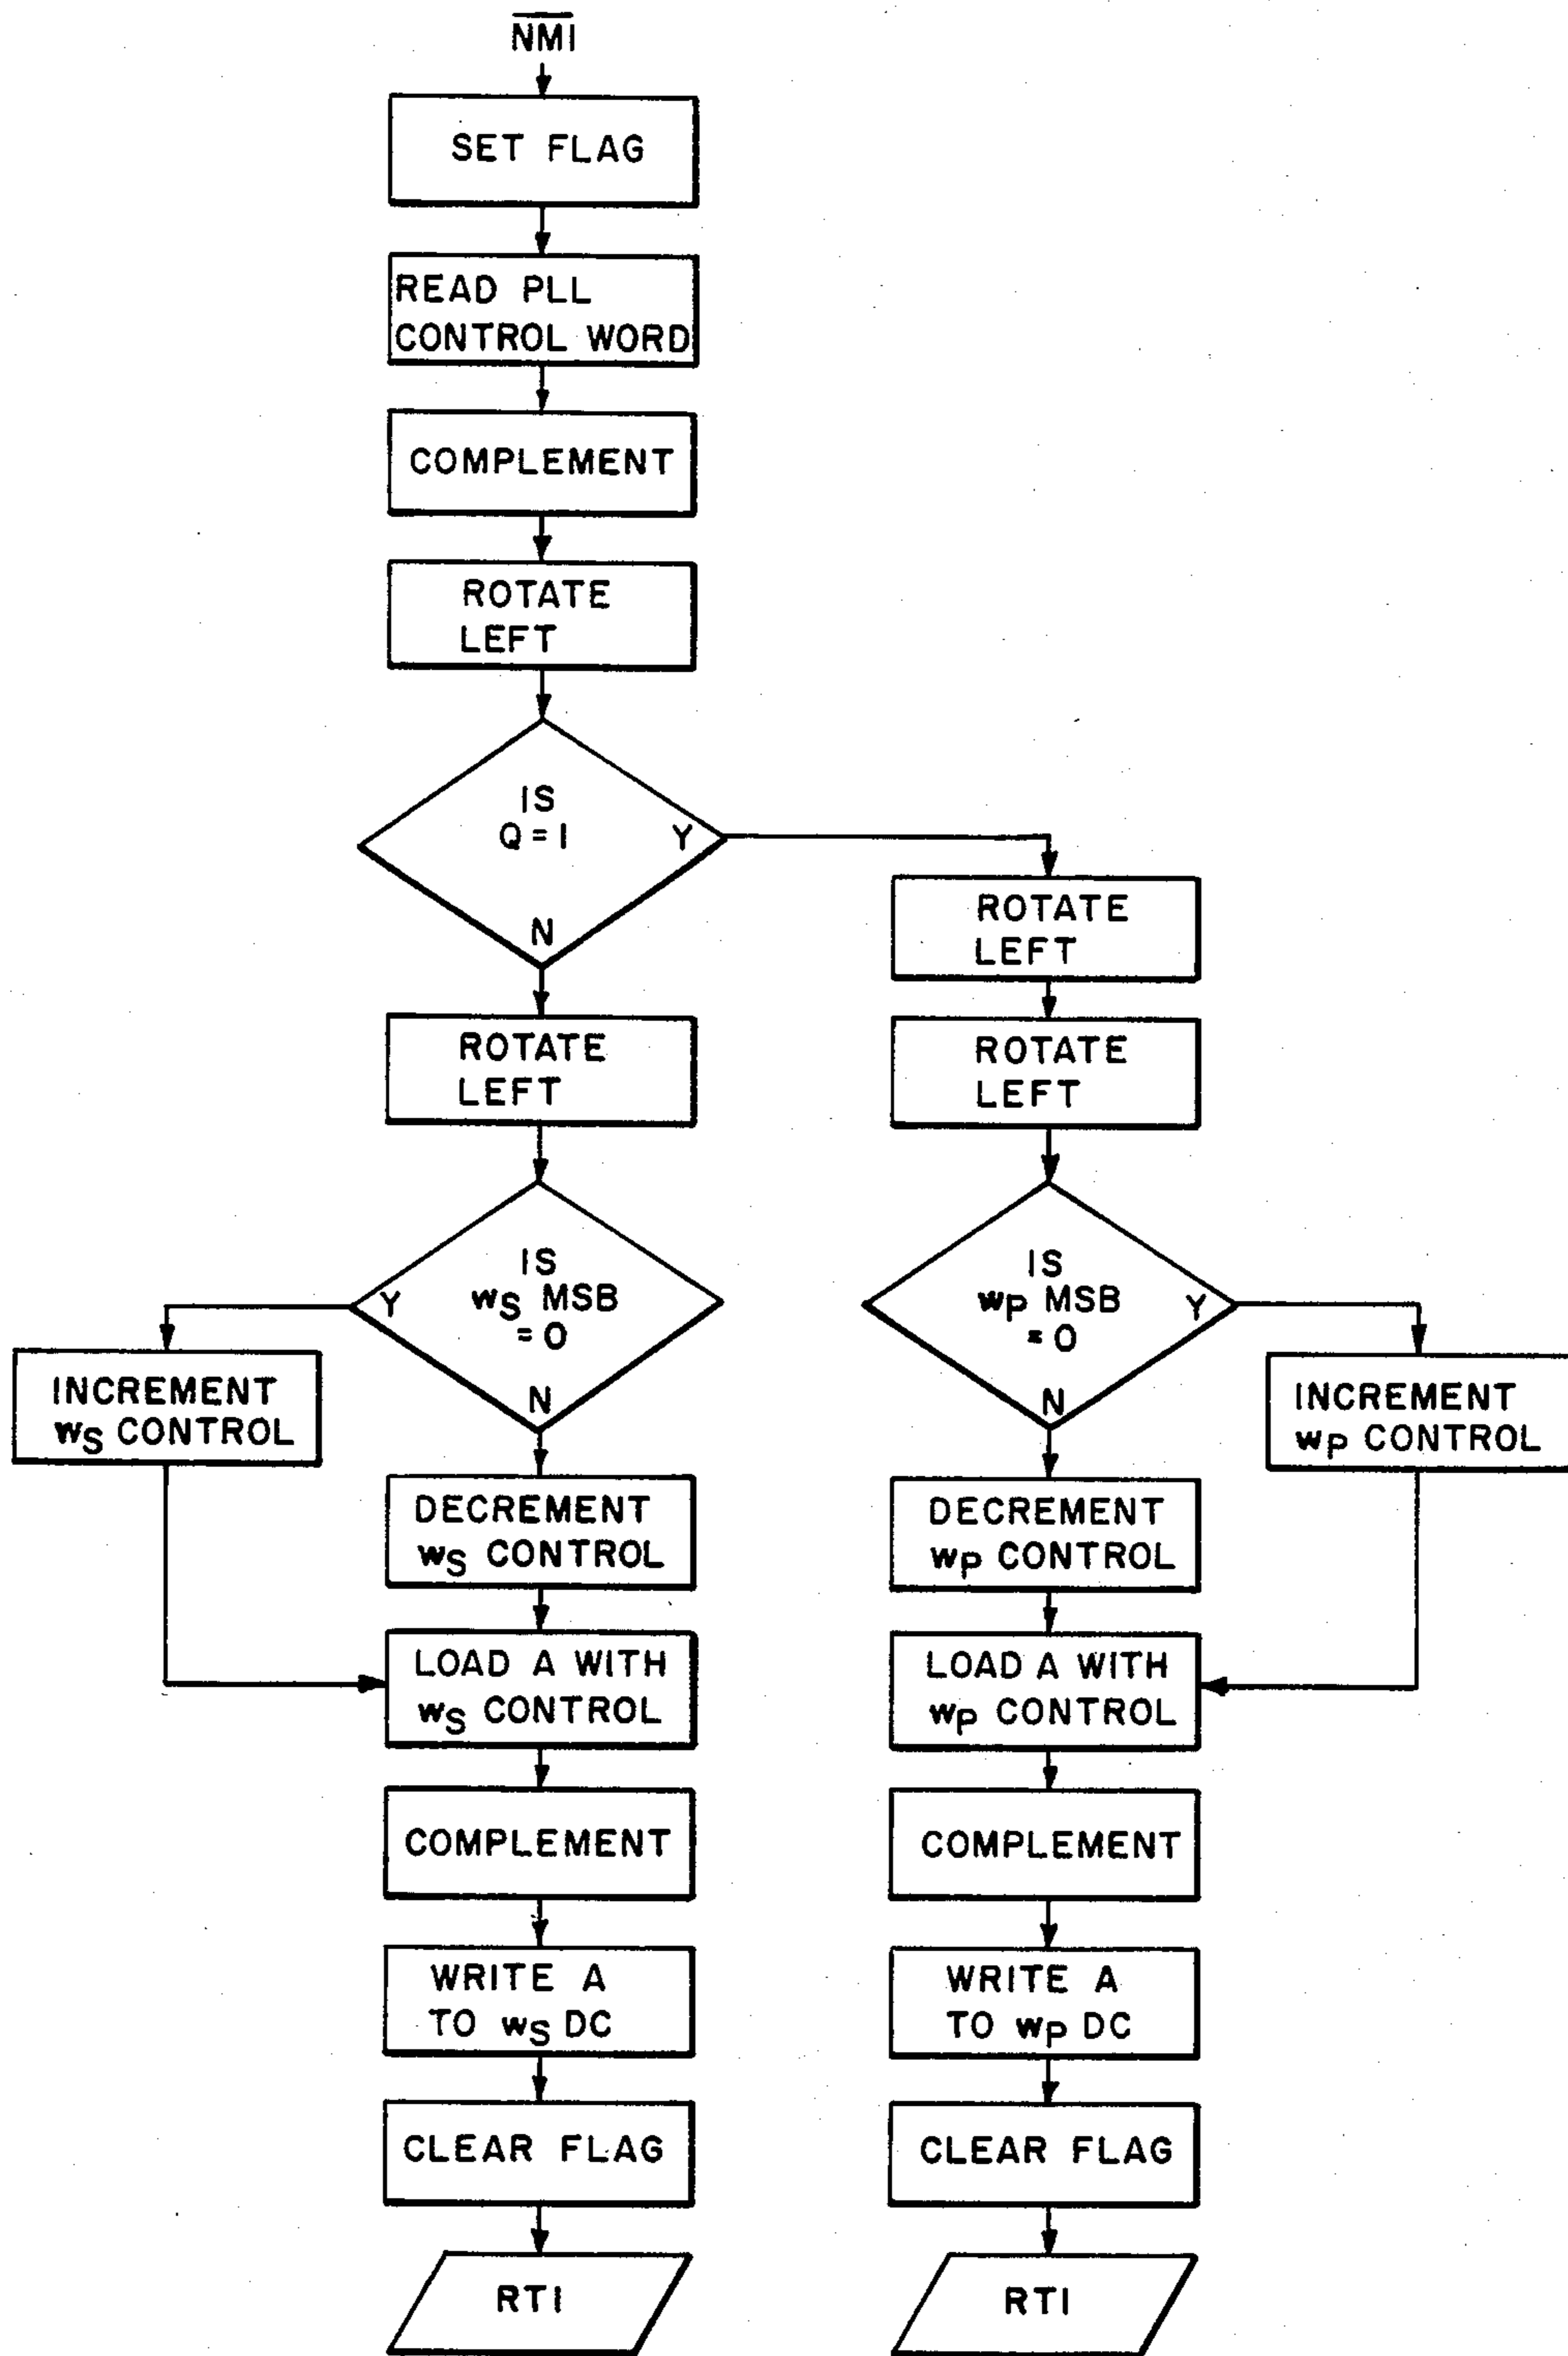 NMI
SET FLAG
READ PLL
CONTROL WORD
COMPLEMENT
ROTATE
LEFT
IS
Q = 1
Y
N
ROTATE
LEFT
IS
wS MSB
= 0
Y
N
INCREMENT
wS CONTROL
DECREMENT
wS CONTROL
LOAD A WITH
wS CONTROL
COMPLEMENT
WRITE A
TO wS DC
CLEAR FLAG
RTI
ROTATE
LEFT
ROTATE
LEFT
IS
wP MSB
= 0
Y
N
INCREMENT
wP CONTROL
DECREMENT
wP CONTROL
LOAD A WITH
wP CONTROL
COMPLEMENT
WRITE A
TO wP DC
CLEAR FLAG
RTI